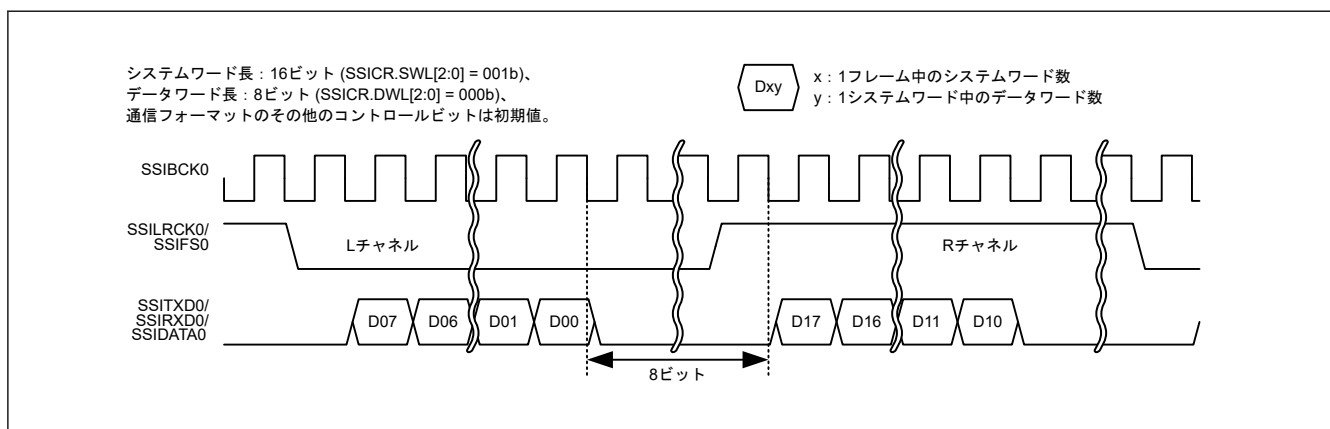 システムワード長：16ビット (SSICR.SWL[2:0] = 001b)、
データワード長：8ビット (SSICR.DWL[2:0] = 000b)、
通信フォーマットのその他のコントロールビットは初期値。
Dxy
x：1フレーム中のシステムワード数
y：1システムワード中のデータワード数
SSIBCK0
SSILRCK0/
SSIFS0
Lチャネル
Rチャネル
SSITXD0/
SSIRXD0/
SSIDATA0
D07
D06
D01
D00
D17
D16
D11
D10
8ビット